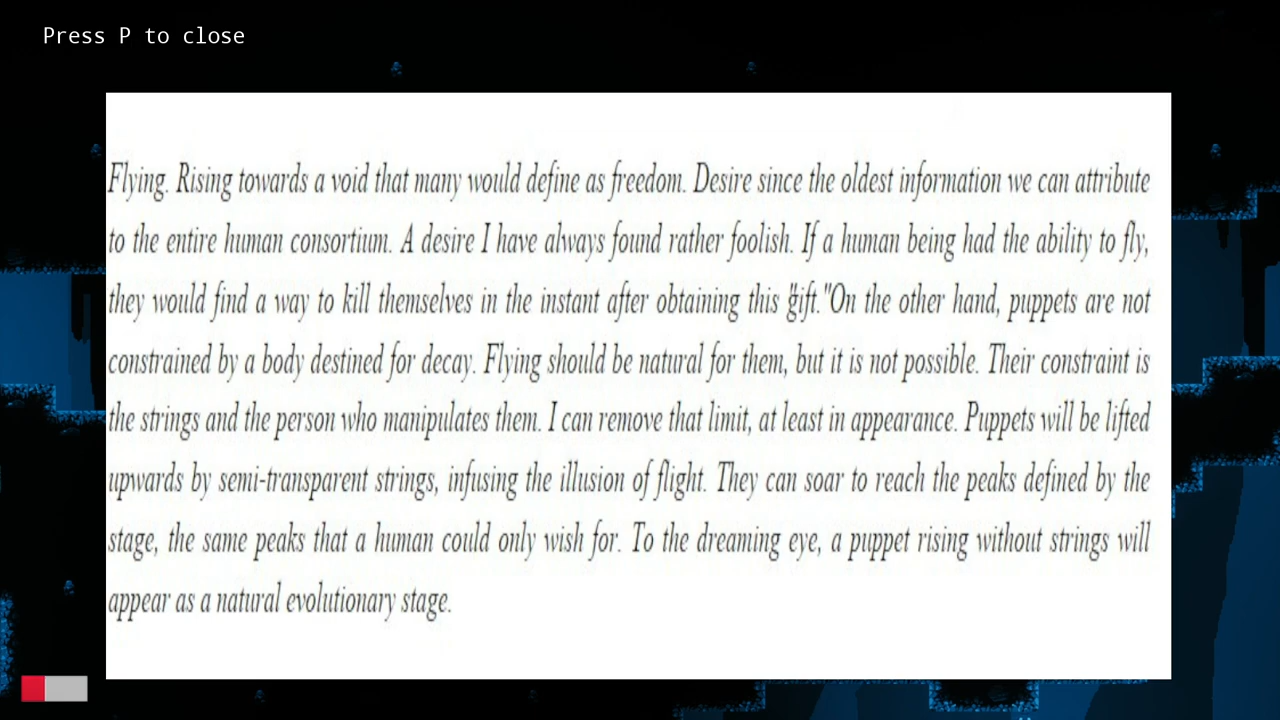 Press P to close
Flying. Rising towards a void that many would define as freedom. Desire since the oldest information we can attribute
to the entire human consortium. A desire I have always found rather foolish. If a human being had the ability to fly,
they would find a way to kill themselves in the instant after obtaining this "gift."On the other hand, puppets are not
constrained by a body destined for decay. Flying should be natural for them, but it is not possible. Their constraint is
the strings and the person who manipulates them. I can remove that limit, at least in appearance. Puppets will be lifted
upwards by semi-transparent strings, infusing the illusion of flight. They can soar to reach the peaks defined by the
stage, the same peaks that a human could only wish for. To the dreaming eye, a puppet rising without strings will
appear as a natural evolutionary stage.